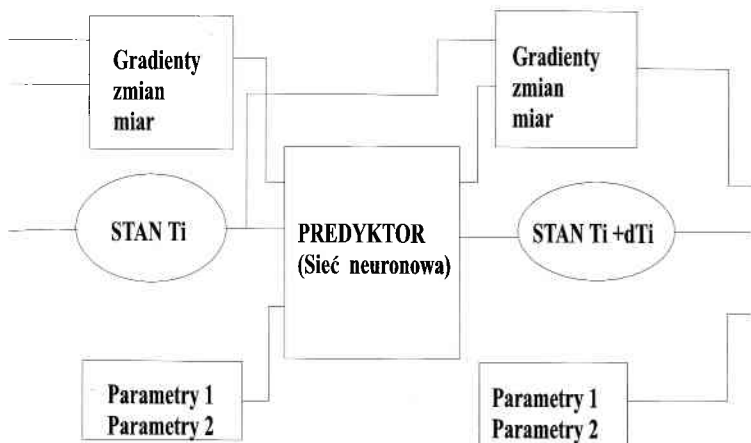 Gradienty
zmian
miar
Gradienty
zmian
miar
STAN Ti
PREDYKTOR
(Sieć neuronowa)
STAN Ti +dTi
Parametry 1
Parametry 2
Parametry 1
Parametry 2